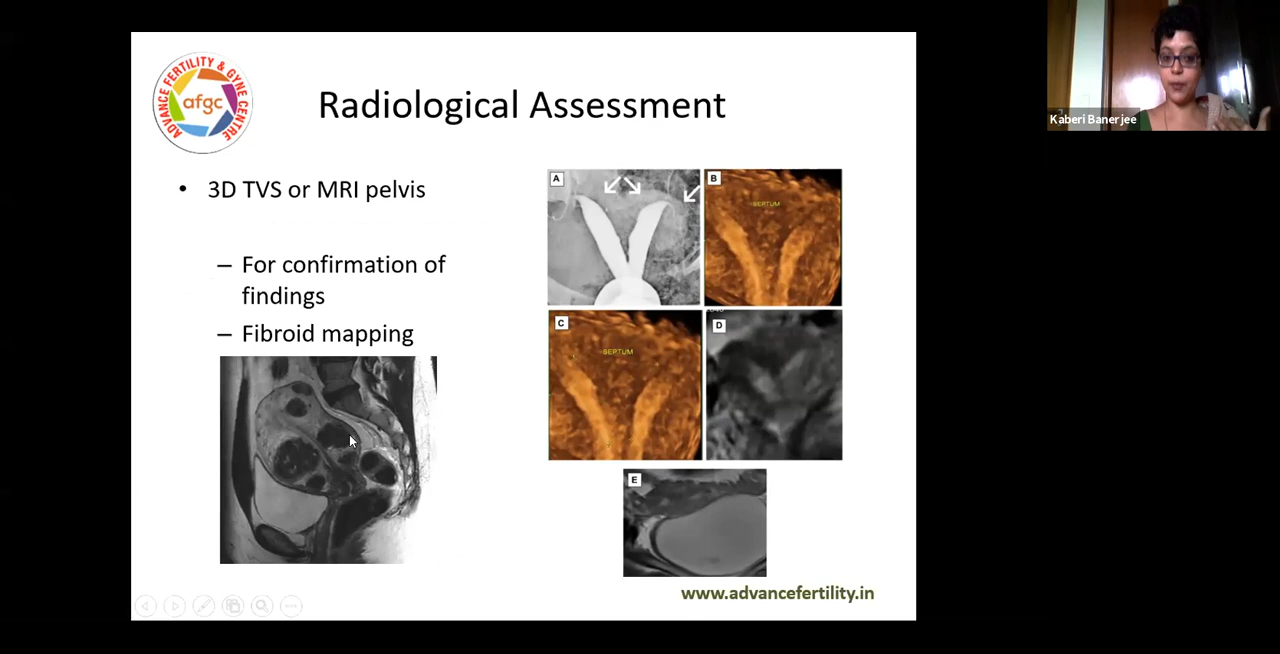 ADVANCE FERTILITY & GYNE CENTRE
afgc
Radiological Assessment
• 3D TVS or MRI pelvis
– For confirmation of
findings
– Fibroid mapping
A
B
SEPTUM
C
SEPTUM
D
E
www.advancefertility.in
Kaberi Banerjee